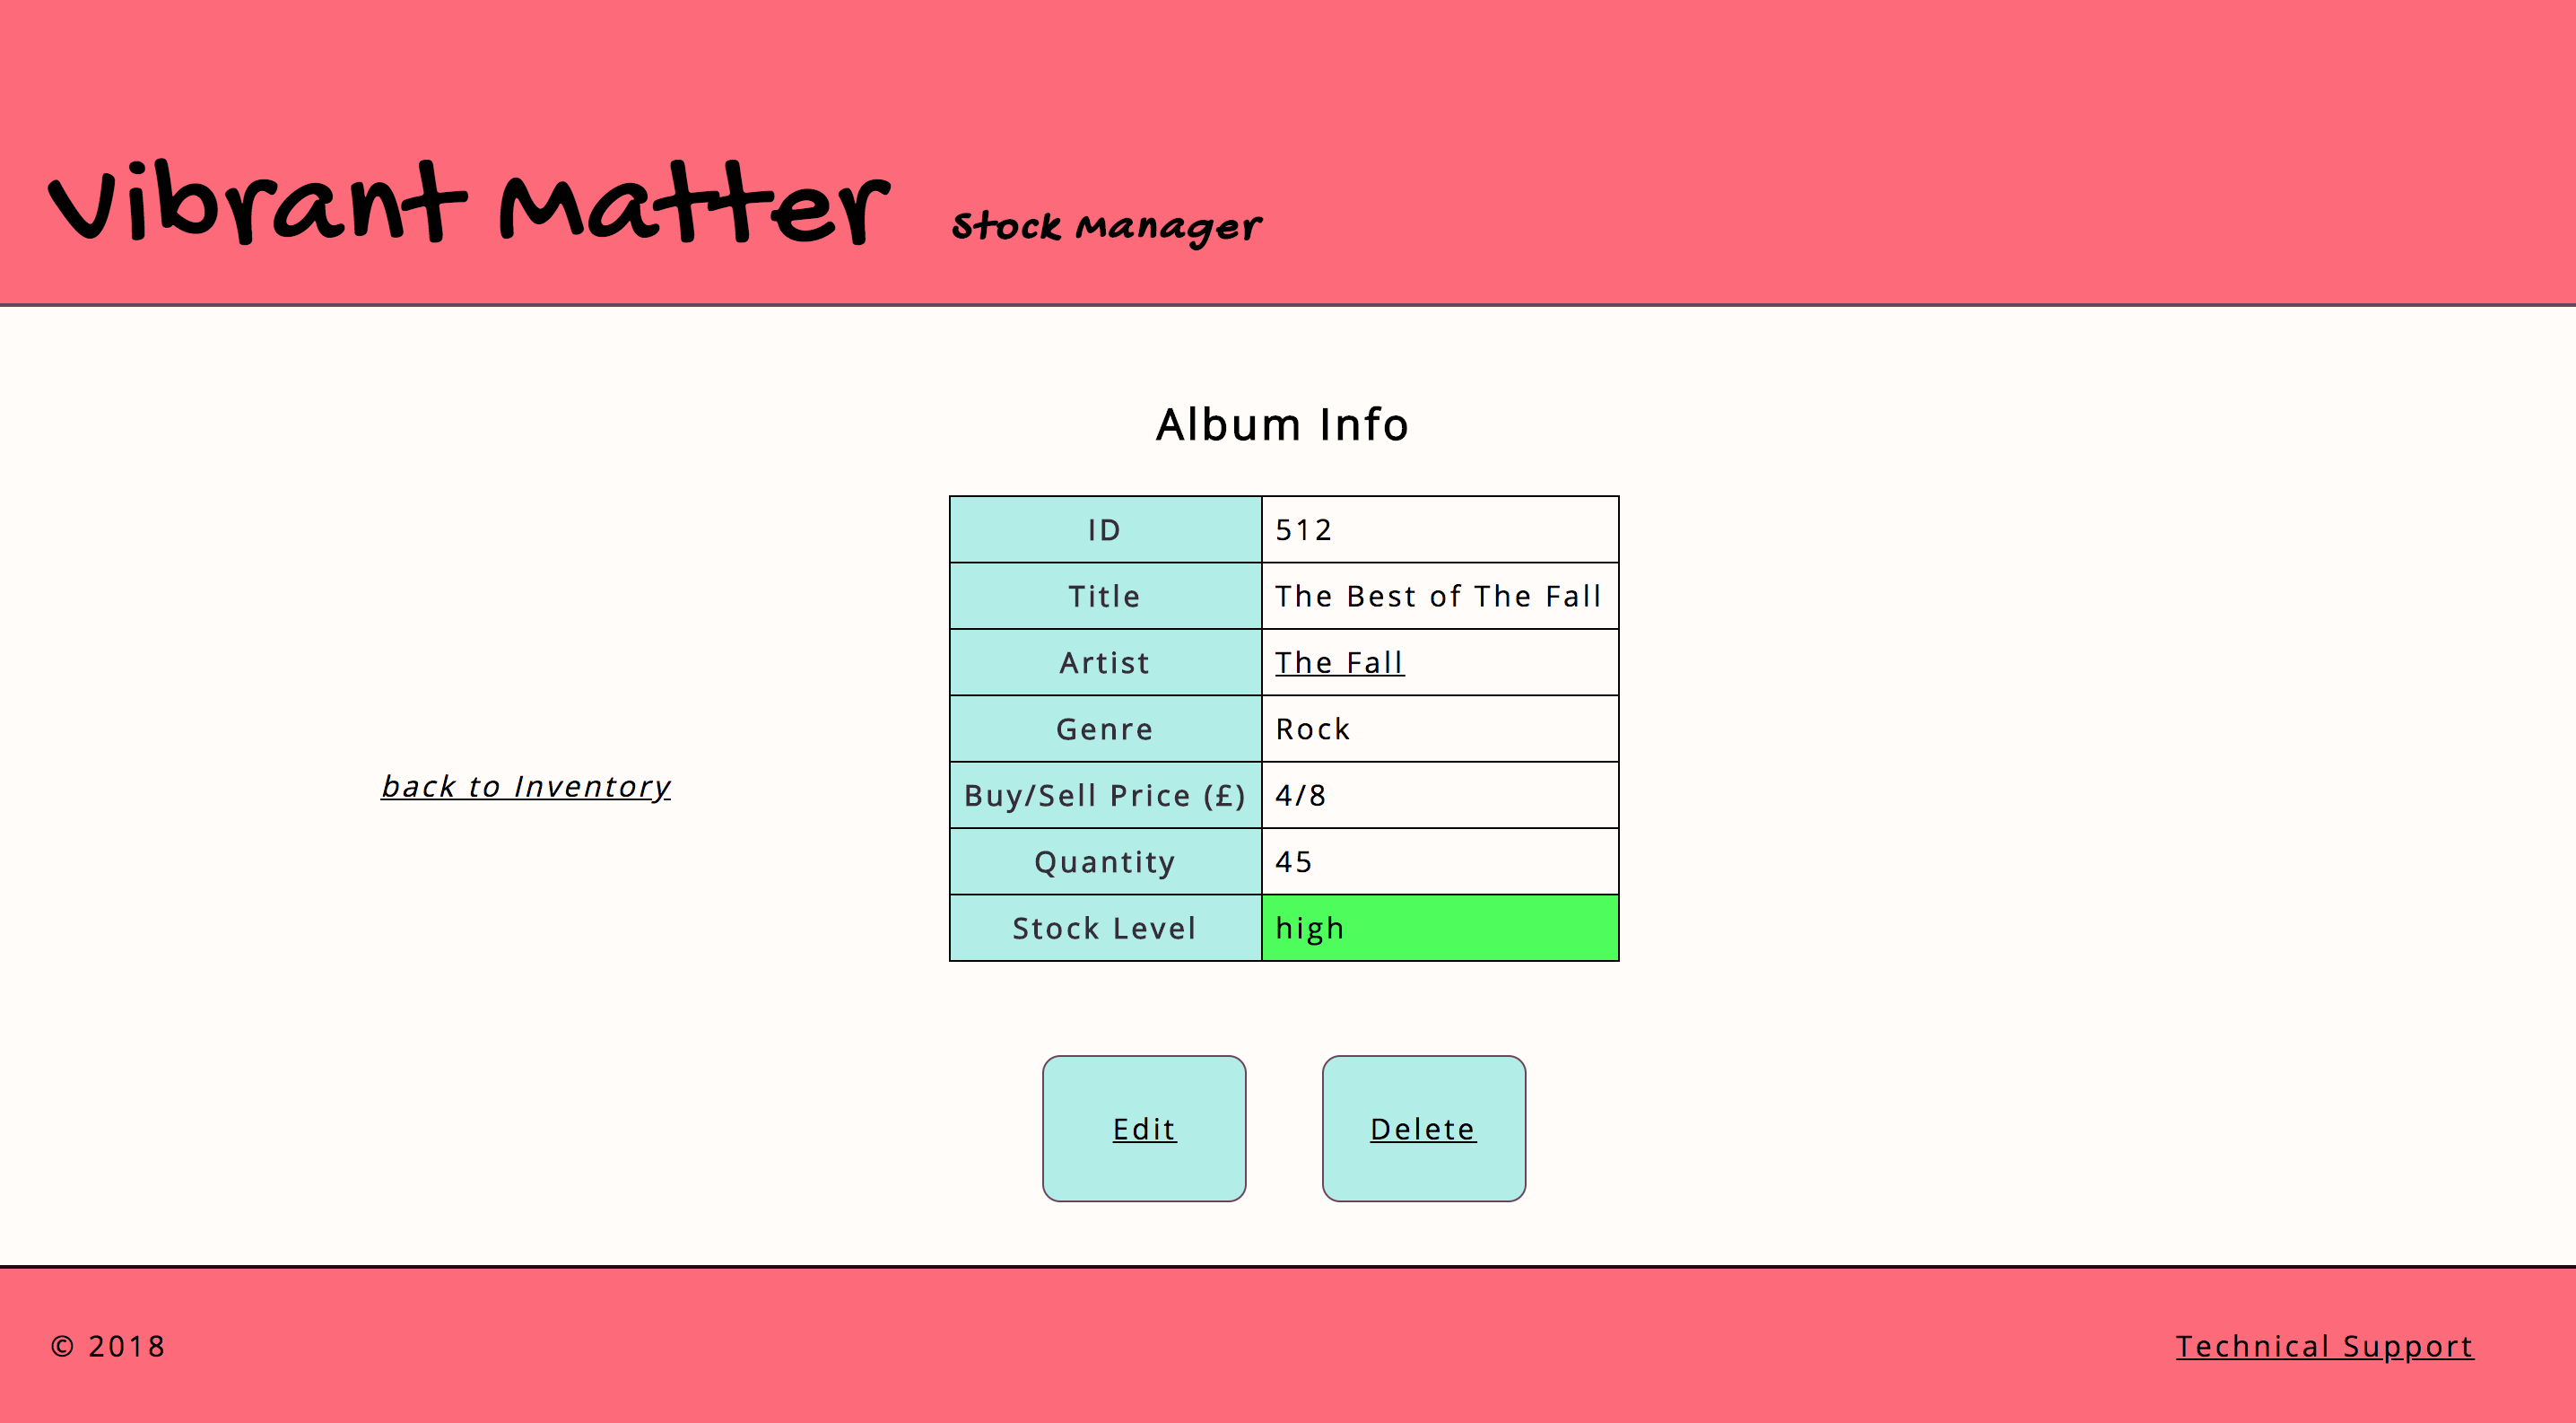 Vibrant Matter Stock Manager
Album Info
ID 512
Title The Best of The Fall
Artist The Fall
Genre Rock
back to Inventory
Buy/Sell Price (£) 4/8
Quantity 45
Stock Level high
Edit Delete
© 2018 Technical Support